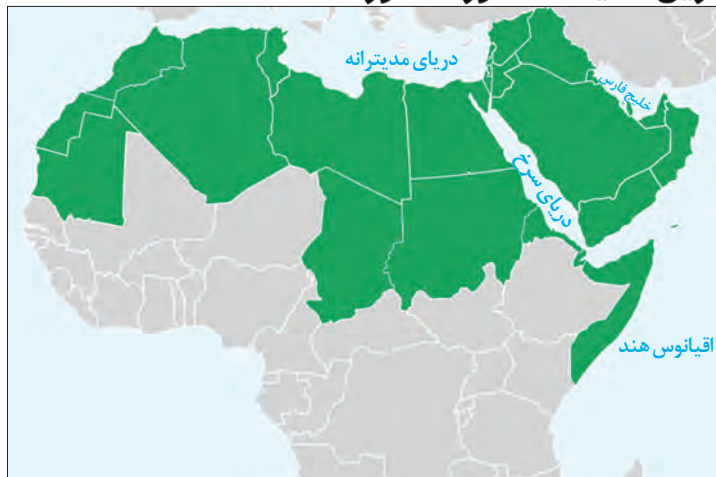 دریای مدیترانه
خلیج فارس
دریای سرخ
اقیانوس هند